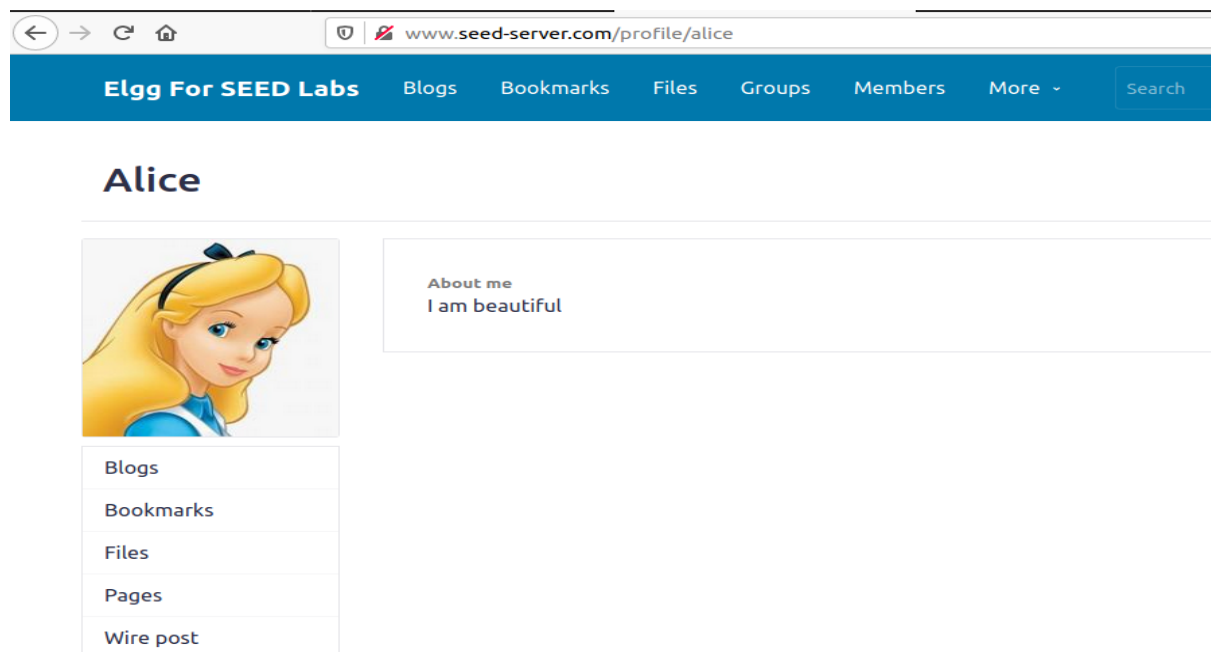 www.seed-server.com/profile/alice
Elgg For SEED Labs Blogs Bookmarks Files Groups Members More Search
Alice
About me
I am beautiful
Blogs
Bookmarks
Files
Pages
Wire post